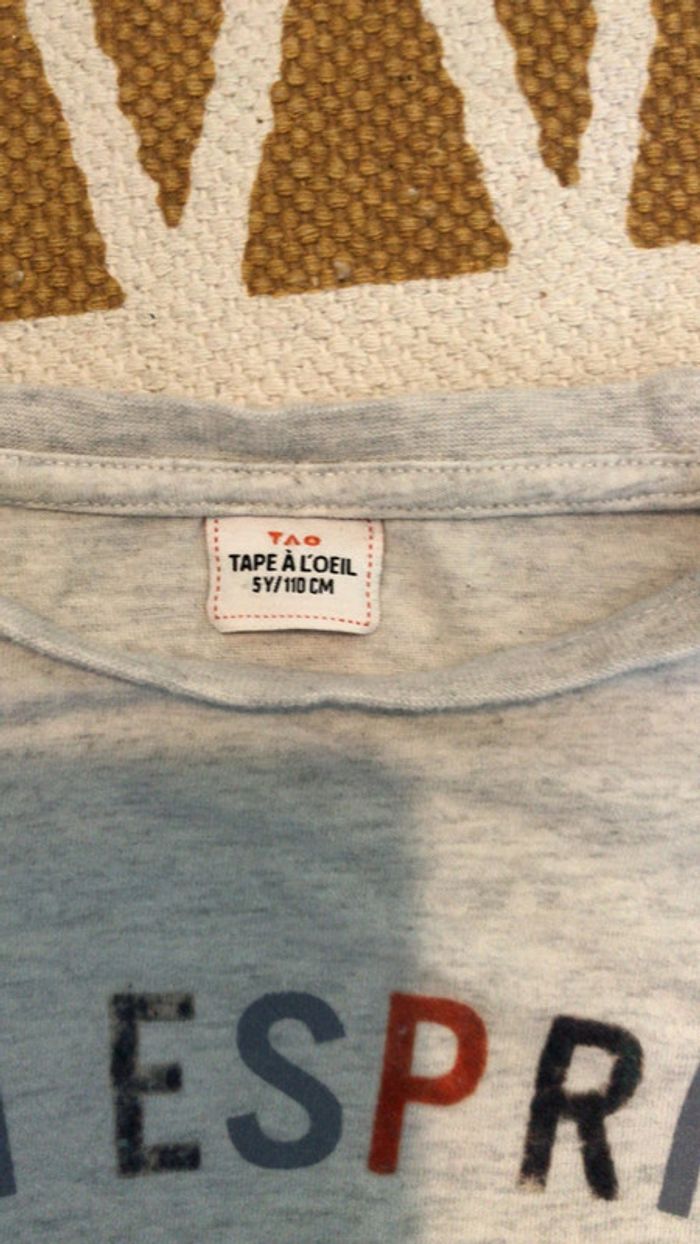 TAO
TAPE À L'OEIL
5Y/110 CM
ESPR